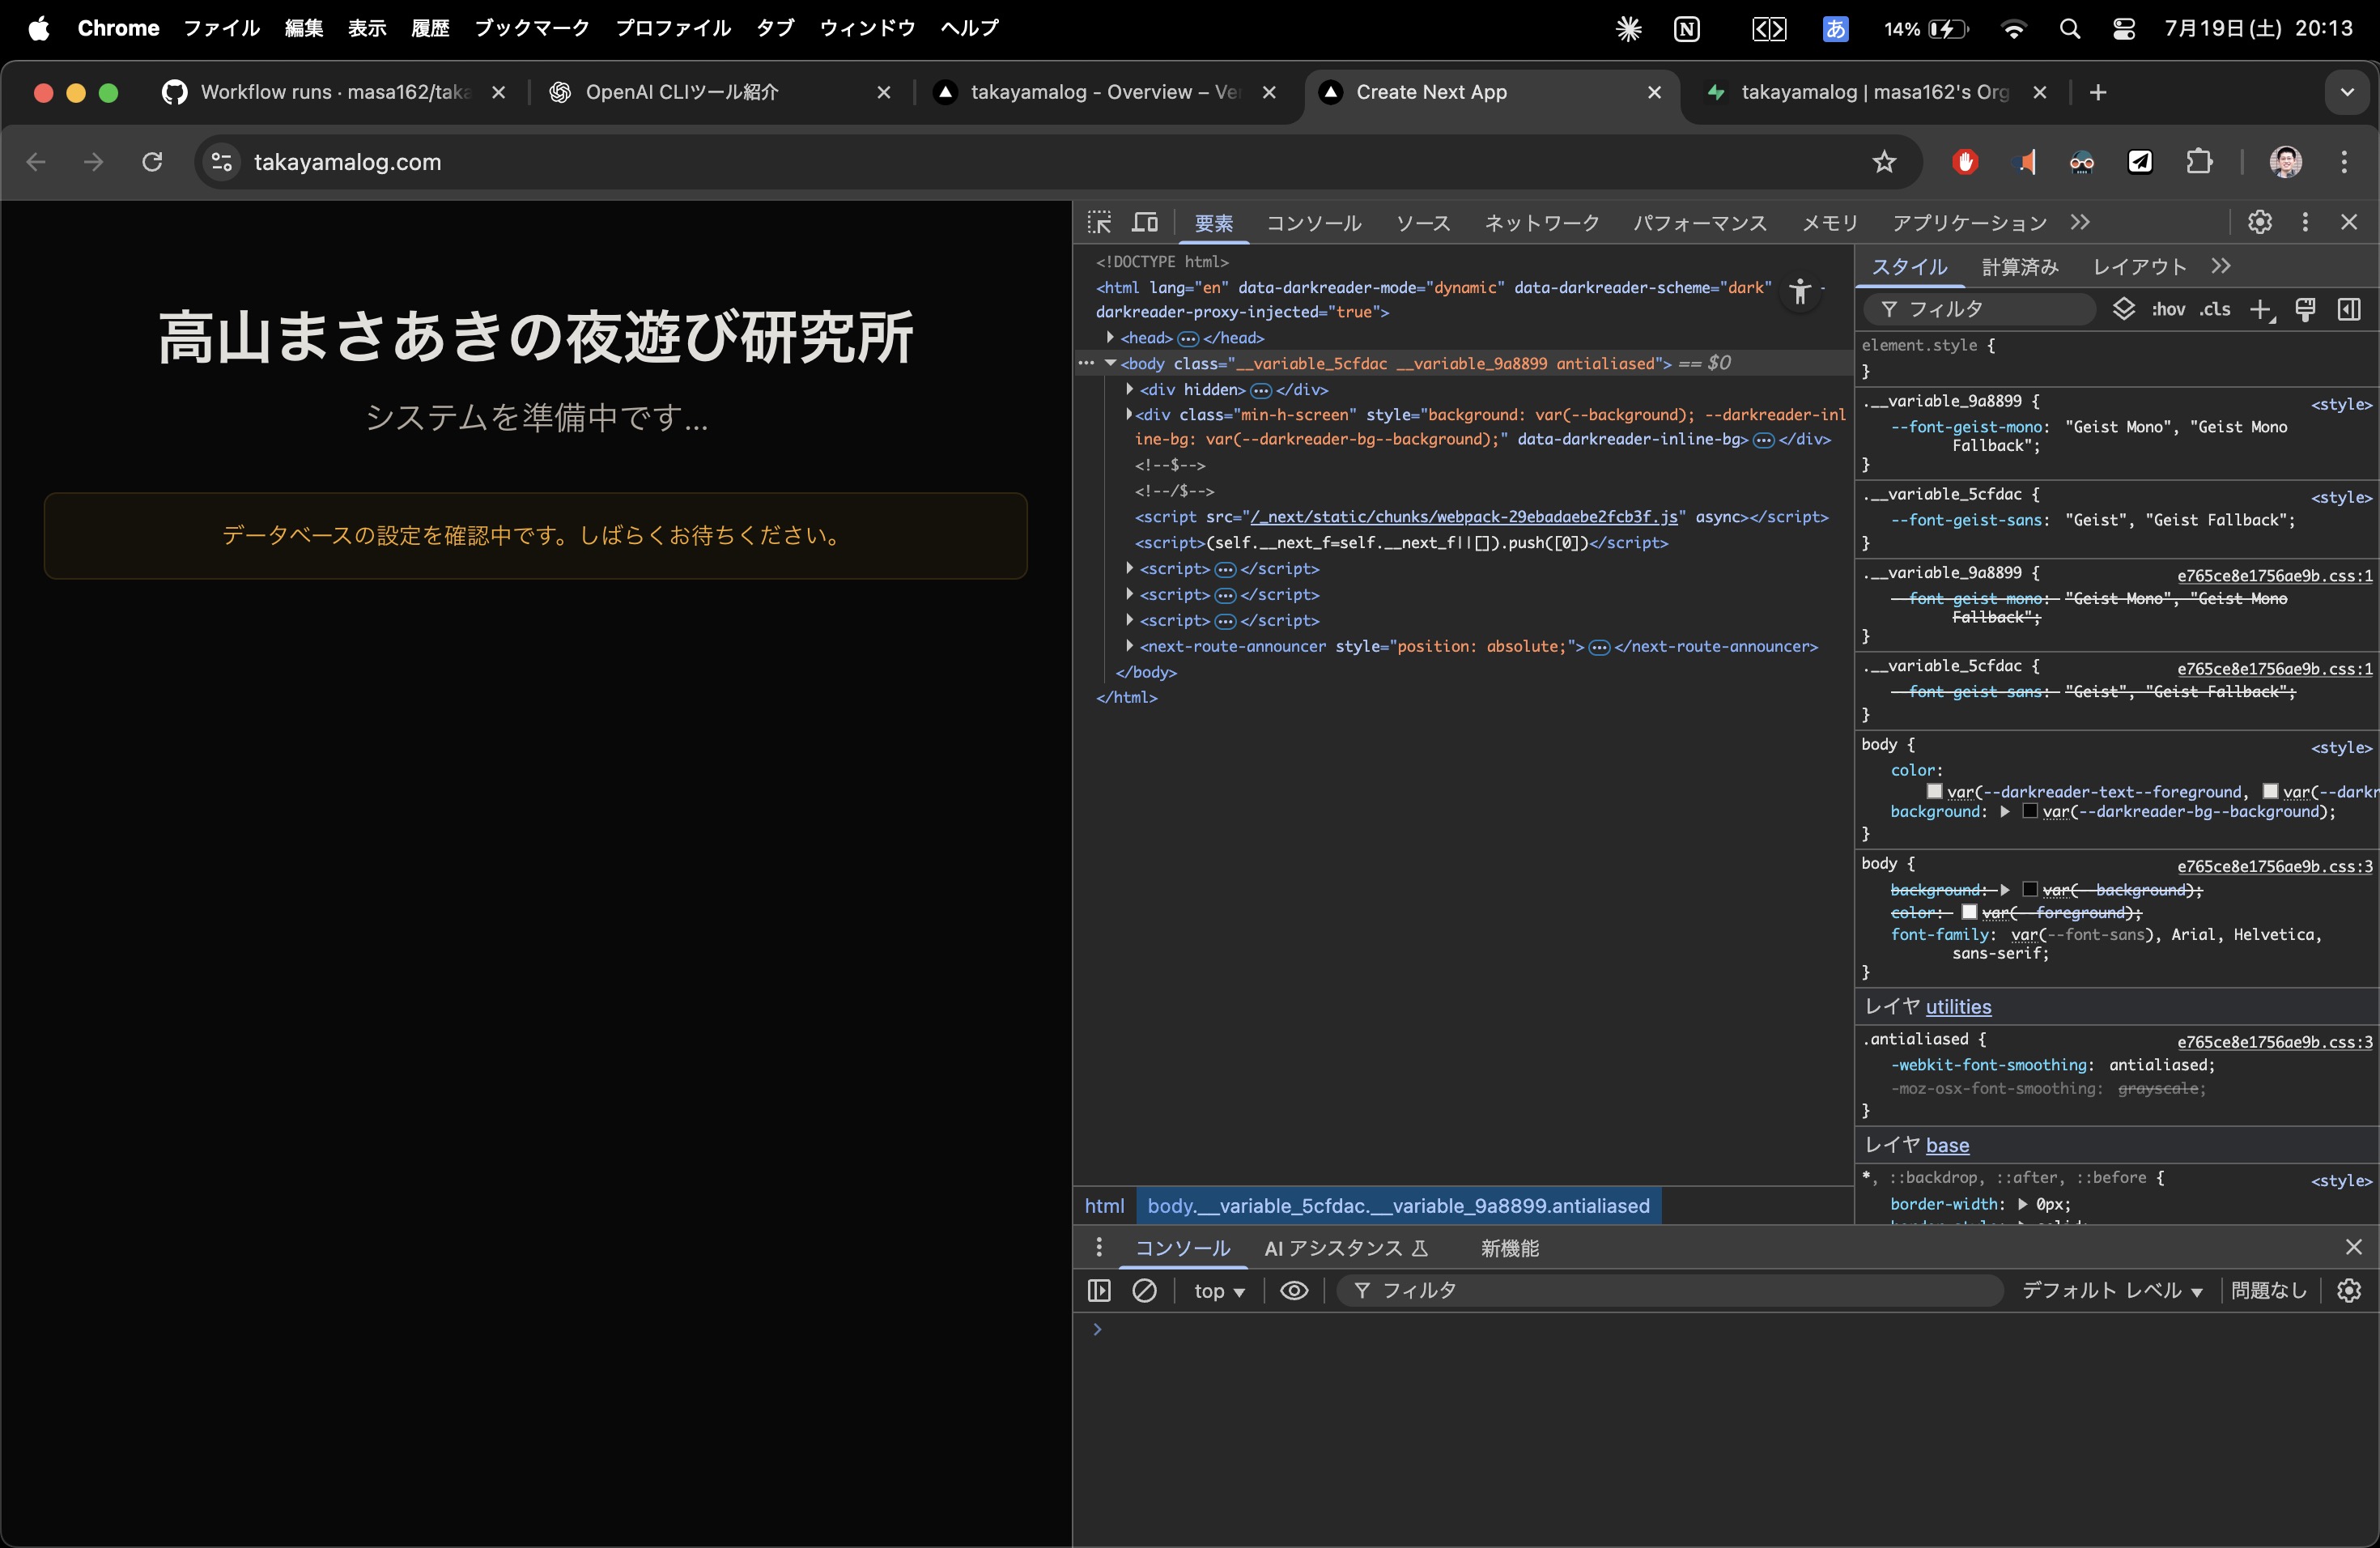 Chrome ファイル 編集 表示 履歴 ブックマーク プロファイル タブ ウィンドウ ヘルプ N あ 14% 7月19日(土) 20:13
Workflow runs · masa162/taka OpenAI CLIツール紹介 takayamalog - Overview – Ve Create Next App takayamalog | masa162's Org
takayamalog.com
高山まさあきの夜遊び研究所
システムを準備中です...
データベースの設定を確認中です。しばらくお待ちください。
要素 コンソール ソース ネットワーク パフォーマンス メモリ アプリケーション
<!DOCTYPE html>
<html lang="en" data-darkreader-mode="dynamic" data-darkreader-scheme="dark"
darkreader-proxy-injected="true">
<head> </head>
<body class="__variable_5cfdac __variable_9a8899 antialiased"> == $0
<div hidden> </div>
<div class="min-h-screen" style="background: var(--background); --darkreader-inl
ine-bg: var(--darkreader-bg--background);" data-darkreader-inline-bg> </div>
<!--$-->
<!--/$-->
<script src="/_next/static/chunks/webpack-29ebadaebe2fcb3f.js" async></script>
<script>(self.__next_f=self.__next_f||[]).push([0])</script>
<script> </script>
<script> </script>
<script> </script>
<next-route-announcer style="position: absolute;"> </next-route-announcer>
</body>
</html>
html body.__variable_5cfdac.__variable_9a8899.antialiased
スタイル 計算済み レイアウト
フィルタ :hov .cls
element.style {
}
.__variable_9a8899 { <style>
--font-geist-mono: "Geist Mono", "Geist Mono
Fallback";
}
.__variable_5cfdac { <style>
--font-geist-sans: "Geist", "Geist Fallback";
}
.__variable_9a8899 { e765ce8e1756ae9b.css:1
--font-geist-mono: "Geist Mono", "Geist Mono
Fallback";
}
.__variable_5cfdac { e765ce8e1756ae9b.css:1
--font-geist-sans: "Geist", "Geist Fallback";
}
body { <style>
color:
var(--darkreader-text--foreground, var(--darkr
background: var(--darkreader-bg--background);
}
body { e765ce8e1756ae9b.css:3
background: var(--background);
color: var(--foreground);
font-family: var(--font-sans), Arial, Helvetica,
sans-serif;
}
レイヤ utilities
.antialiased { e765ce8e1756ae9b.css:3
-webkit-font-smoothing: antialiased;
-moz-osx-font-smoothing: grayscale;
}
レイヤ base
*, ::backdrop, ::after, ::before { <style>
border-width: 0px;
コンソール AI アシスタンス 新機能
top フィルタ デフォルト レベル 問題なし